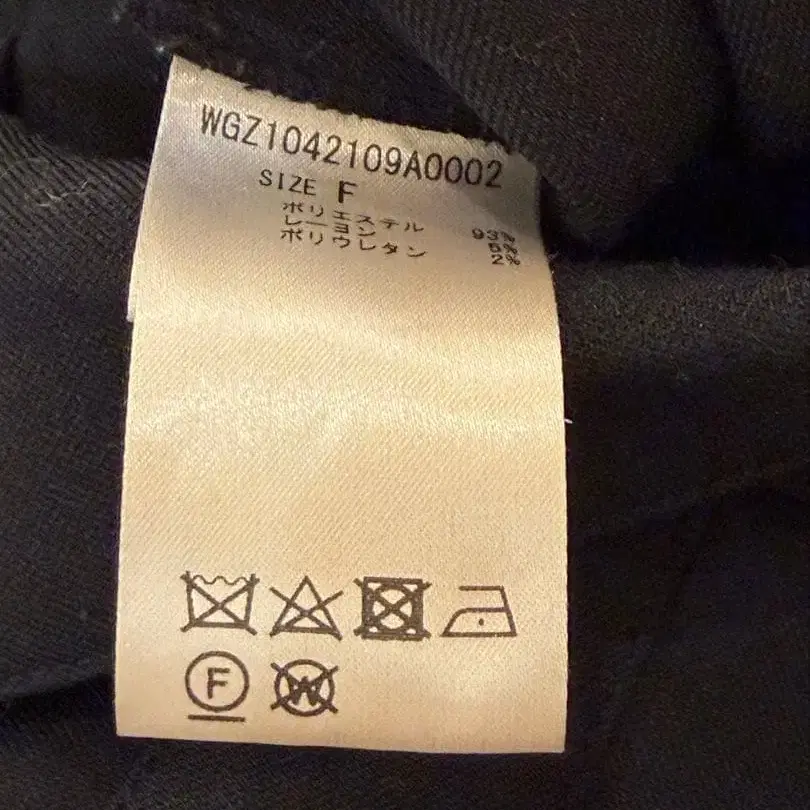 WGZ1042109A0002
SIZE F
ポリエステル 93%
レーヨン 5%
ポリウレタン 2%
F W